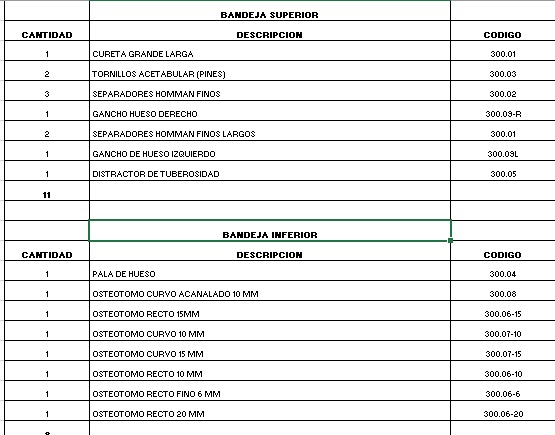 BANDEJA SUPERIOR
CANTIDAD DESCRIPCION CODIGO
1 CURETA GRANDE LARGA 300.01
2 TORNILLOS ACETABULAR (PINES) 300.03
3 SEPARADORES HOMMAN FINOS 300.02
1 GANCHO HUESO DERECHO 300.09-R
2 SEPARADORES HOMMAN FINOS LARGOS 300.01
1 GANCHO DE HUESO IZQUIERDO 300.09L
1 DISTRACTOR DE TUBEROSIDAD 300.05
11
BANDEJA INFERIOR
CANTIDAD DESCRIPCION CODIGO
1 PALA DE HUESO 300.04
1 OSTEOTOMO CURVO ACANALADO 10 MM 300.08
1 OSTEOTOMO RECTO 15MM 300.06-15
1 OSTEOTOMO CURVO 10 MM 300.07-10
1 OSTEOTOMO CURVO 15 MM 300.07-15
1 OSTEOTOMO RECTO 10 MM 300.06-10
1 OSTEOTOMO RECTO FINO 6 MM 300.06-6
1 OSTEOTOMO RECTO 20 MM 300.06-20